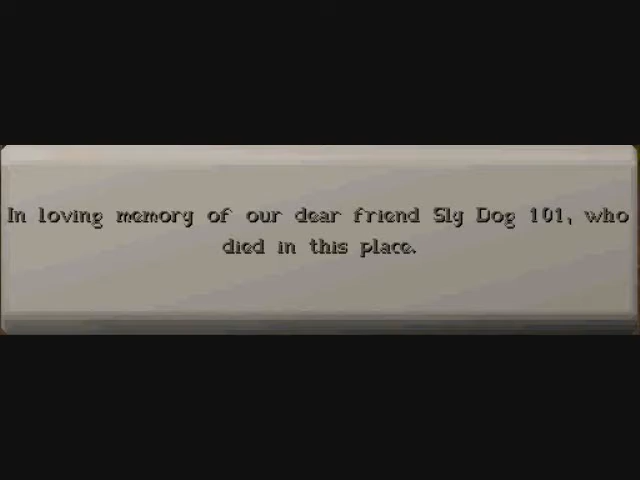 In loving memory of our dear friend Sly Dog 101, who
died in this place.